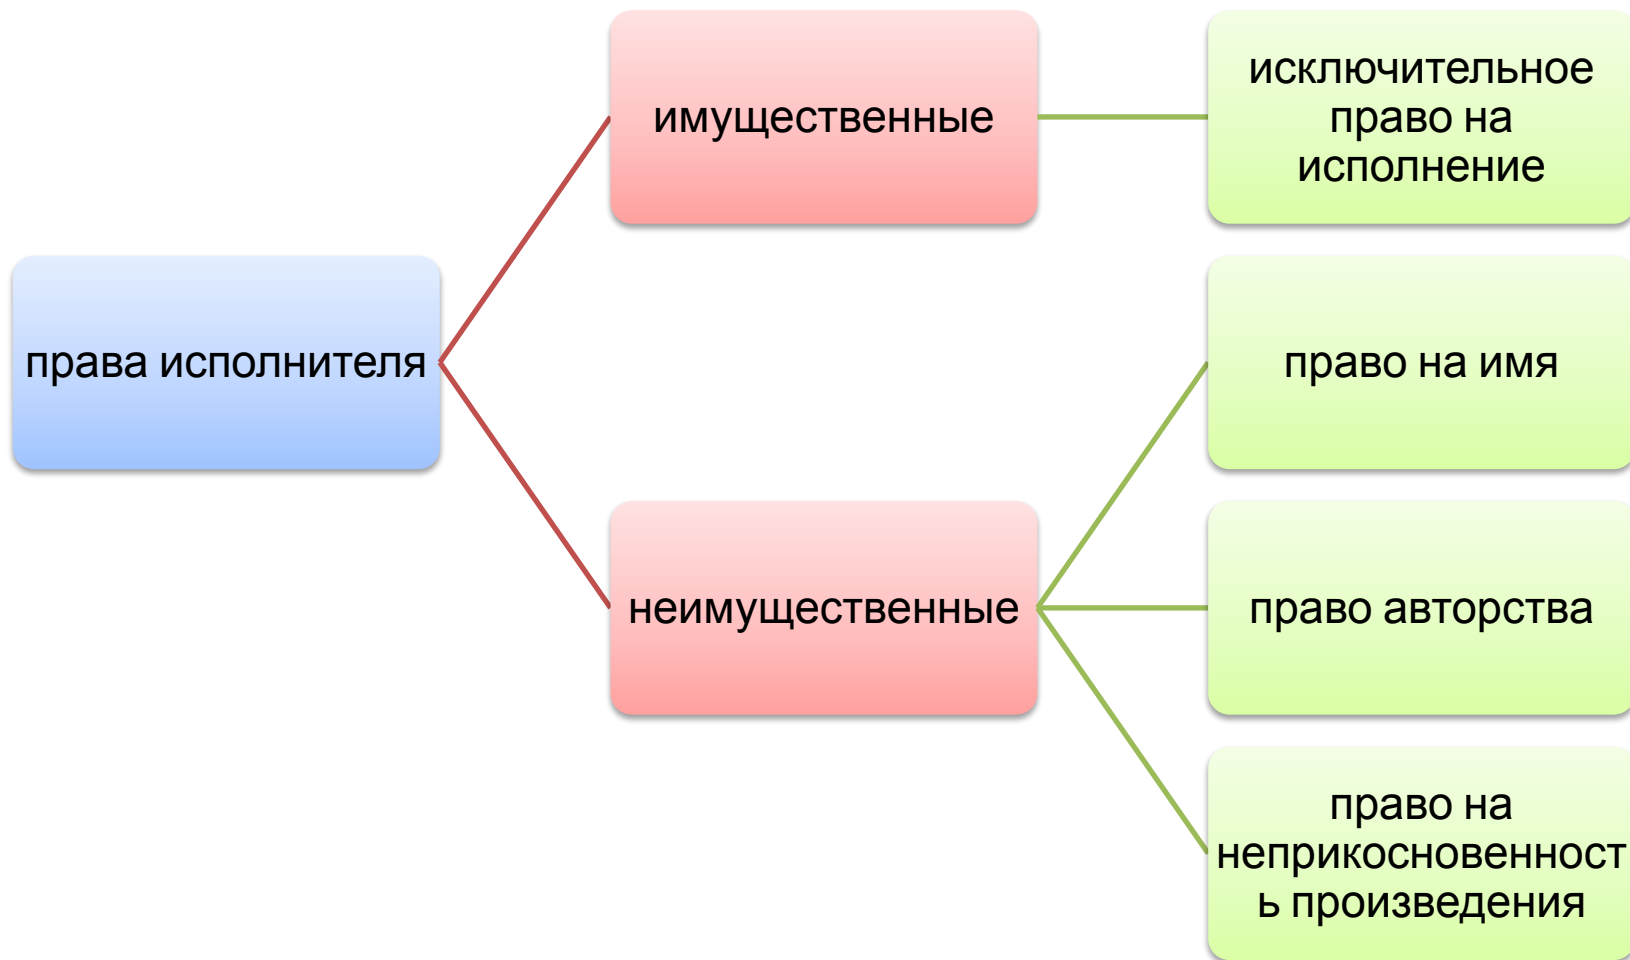 права исполнителя
имущественные
исключительное
право на
исполнение
неимущественные
право на имя
право авторства
право на
неприкосновенност
ь произведения